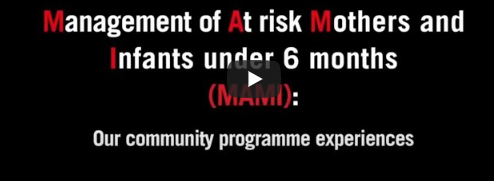 Management of At risk Mothers and
Infants under 6 months
(MAMI):
Our community programme experiences